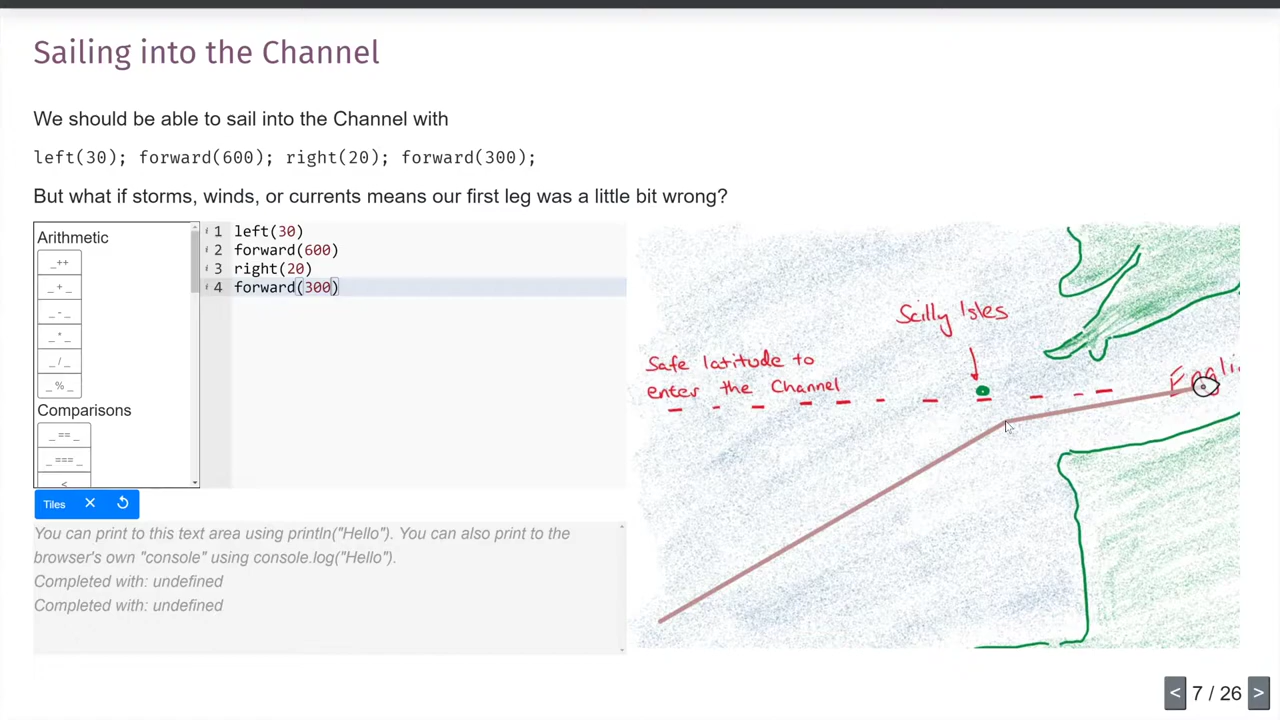 Sailing into the Channel
We should be able to sail into the Channel with
left(30); forward(600); right(20); forward(300);
But what if storms, winds, or currents means our first leg was a little bit wrong?
Arithmetic
_++
_ + _
_ - _
_ * _
_ / _
_ % _
Comparisons
_ == _
_ === _
<
i 1 left(30)
i 2 forward(600)
i 3 right(20)
i 4 forward(300)
Scilly Isles
Safe latitude to
enter the Channel
Tiles
You can print to this text area using println("Hello"). You can also print to the
browser's own "console" using console.log("Hello").
Completed with: undefined
Completed with: undefined
< 7 / 26 >